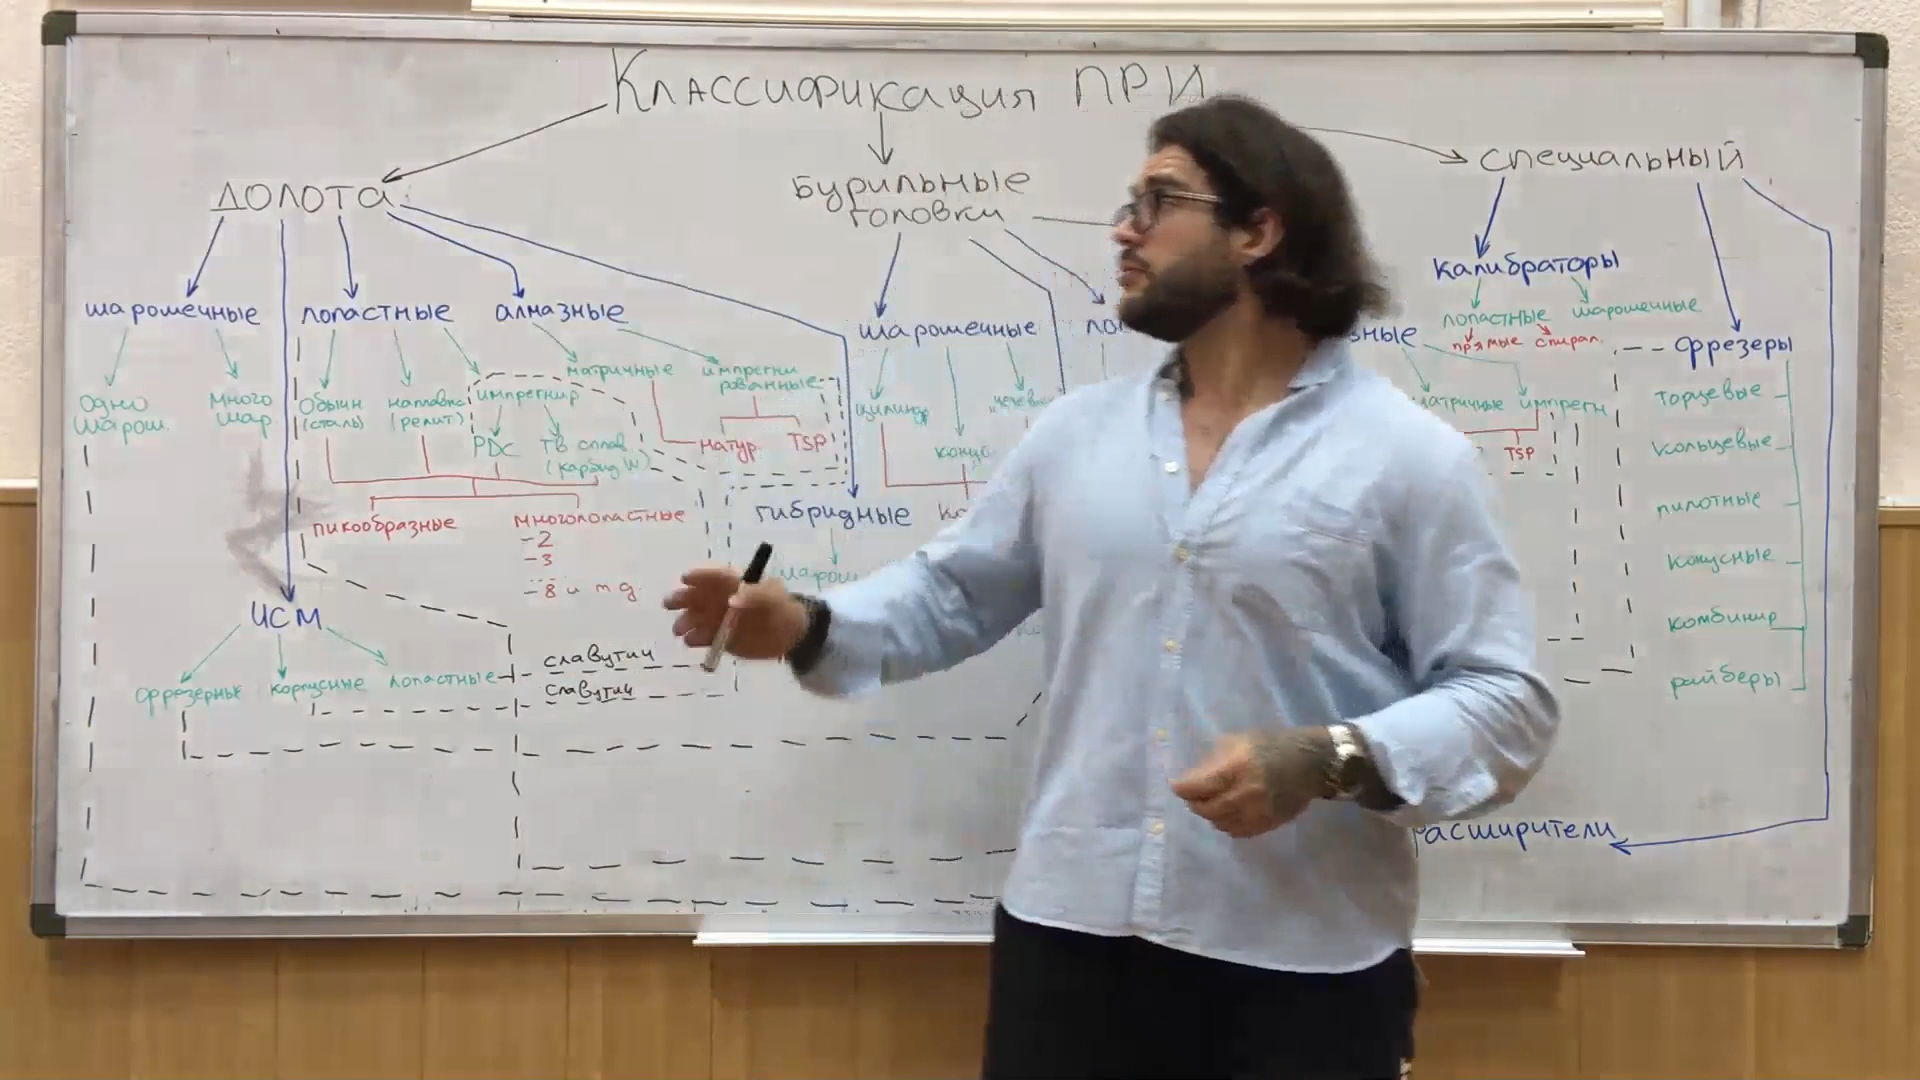 Классификация ПРИ
долота
Бурильные
головки
специальный
шарошечные
лопастные
алмазные
шарошечные
калибраторы
лопастные
шарошечные
прямые
спирал.
фрезеры
одно
шарош.
много
шар.
обычн
(сталь)
(релит)
импрегнир
PDC
тв сплав
(карбид W)
матричные
импрегни
рованные
натур.
TSP
цилиндр
матричные
импрегн
TSP
торцевые
кольцевые
пилотные
конусные
комбинир
райберы
пикообразные
многолопастные
-2
-3
-8 и т д.
гибридные
шарош
ИСМ
фрезерные
корпусные
лопастные
славутич
славутич
расширители